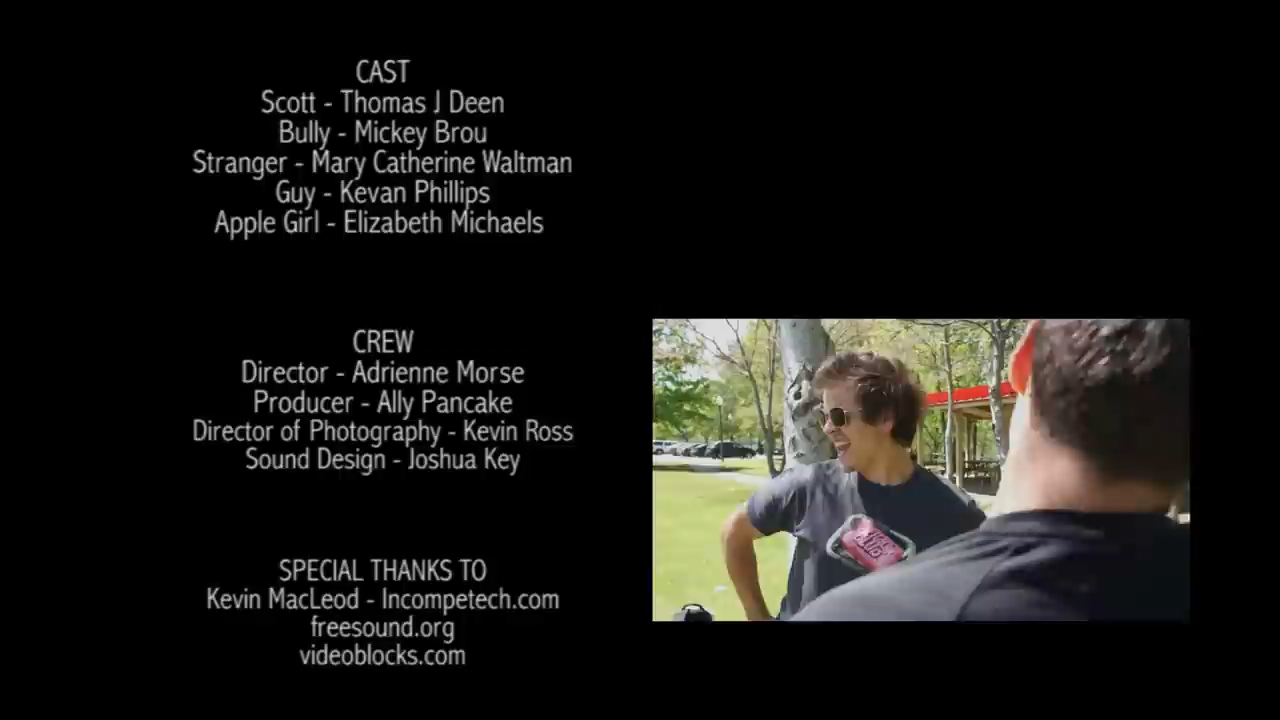 CAST
Scott - Thomas J Deen
Bully - Mickey Brou
Stranger - Mary Catherine Waltman
Guy - Kevan Phillips
Apple Girl - Elizabeth Michaels
CREW
Director - Adrienne Morse
Producer - Ally Pancake
Director of Photography - Kevin Ross
Sound Design - Joshua Key
SPECIAL THANKS TO
Kevin MacLeod - Incompetech.com
freesound.org
videoblocks.com